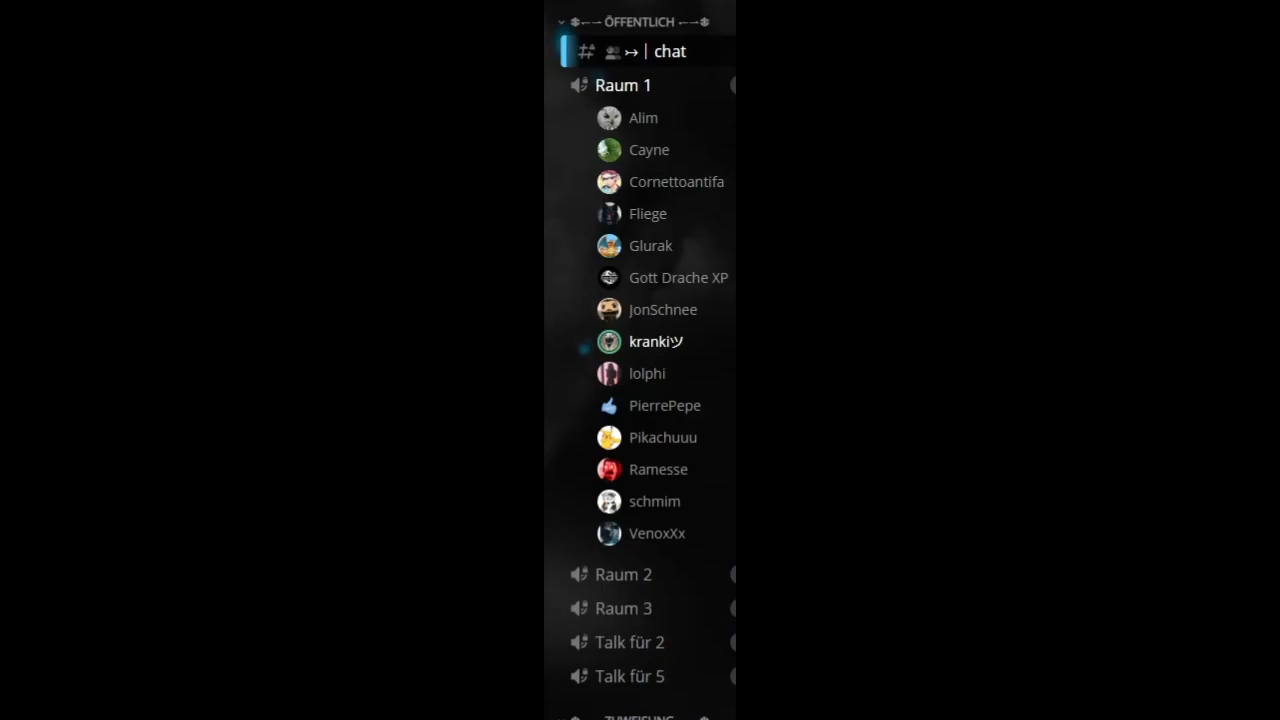 ÖFFENTLICH
# | chat
Raum 1
Alim
Cayne
Cornettoantifa
Fliege
Glurak
Gott Drache XP
JonSchnee
krankiツ
lolphi
PierrePepe
Pikachuuu
Ramesse
schmim
VenoxXx
Raum 2
Raum 3
Talk für 2
Talk für 5
ZUWEISUNG